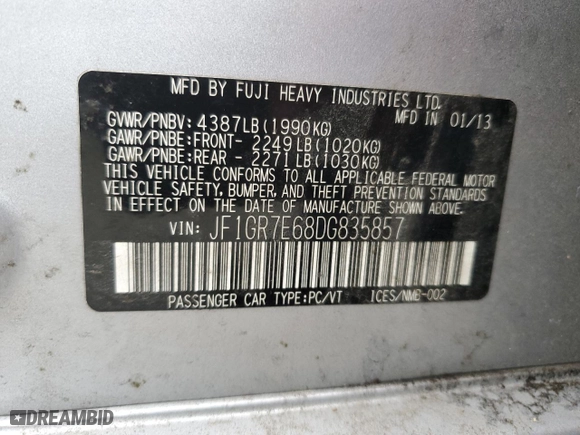 MFD BY FUJI HEAVY INDUSTRIES LTD.
GVWR/PNBV: 4387LB(1990KG) MFD IN 01/13
GAWR/PNBE:FRONT- 2249LB(1020KG)
GAWR/PNBE:REAR - 2271LB(1030KG)
THIS VEHICLE CONFORMS TO ALL APPLICABLE FEDERAL MOTOR
VEHICLE SAFETY, BUMPER, AND THEFT PREVENTION STANDARDS
IN EFFECT ON THE DATE OF MANUFACTURE SHOWN ABOVE.
VIN: JF1GR7E68DG835857
PASSENGER CAR TYPE:PC/VT ICES/NMB-002
DREAMBID